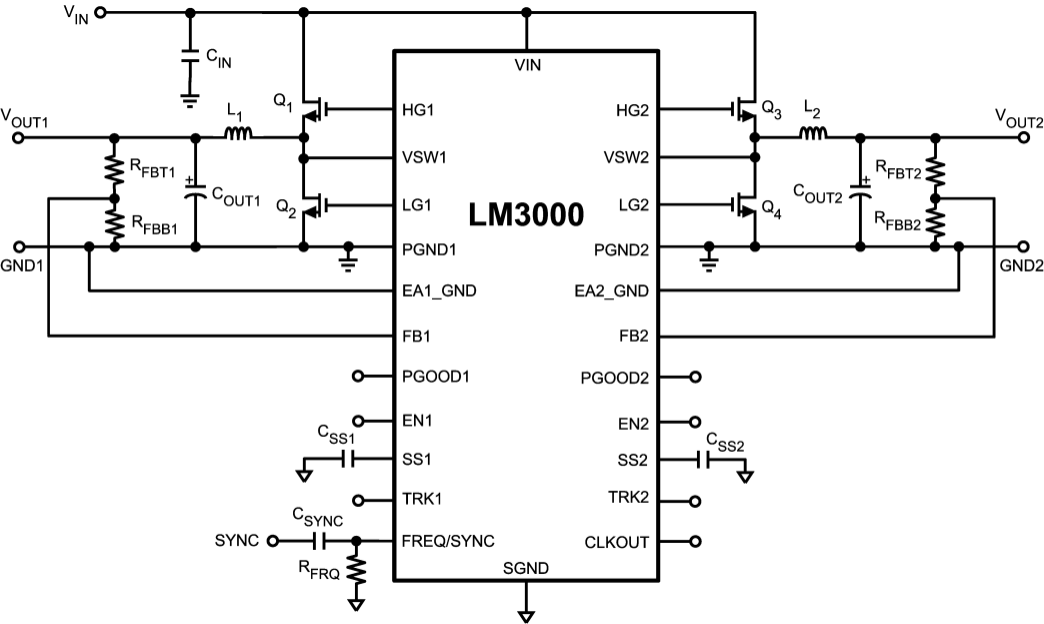 VIN
CIN
VIN
Q1
HG1
HG2
Q3
VOUT1
L1
L2
VOUT2
RFBT1
VSW1
VSW2
RFBT2
COUT1
COUT2
Q2
LG1
LM3000
LG2
Q4
RFBB1
RFBB2
GND1
PGND1
PGND2
GND2
EA1_GND
EA2_GND
FB1
FB2
PGOOD1
PGOOD2
EN1
EN2
CSS1
SS1
SS2
CSS2
TRK1
TRK2
CSYNC
SYNC
FREQ/SYNC
CLKOUT
RFRQ
SGND
+
+